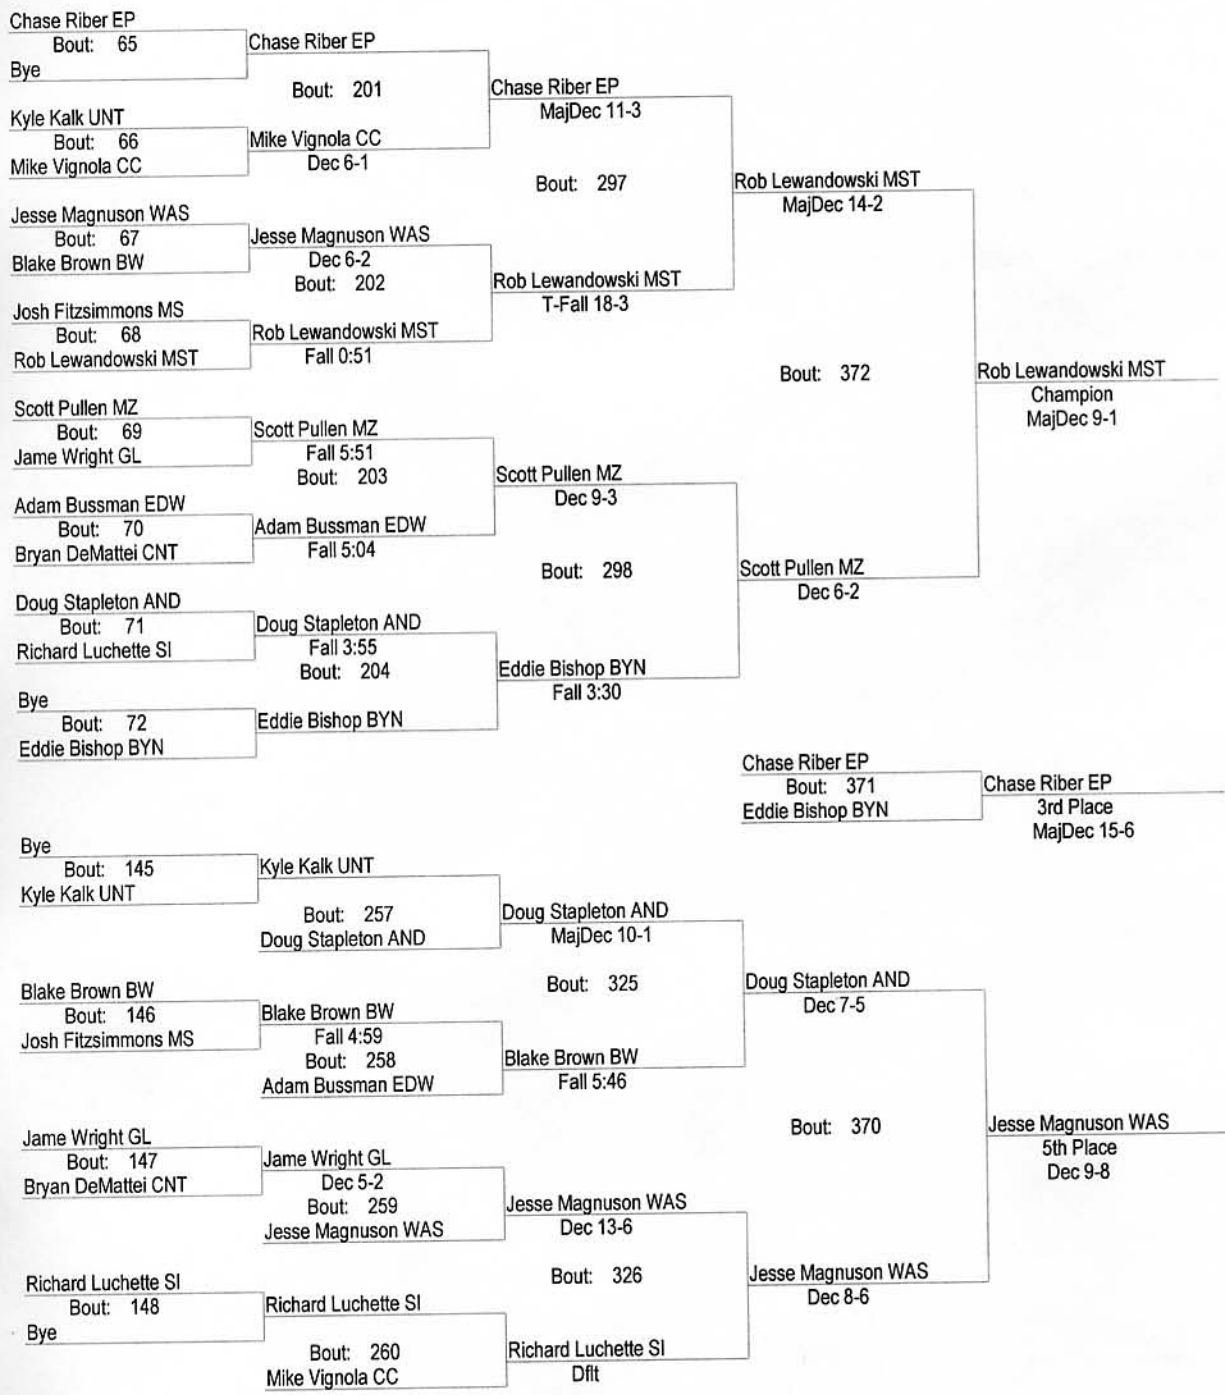 Chase Riber EP
Bout: 65
Bye
Chase Riber EP
Bout: 201
Kyle Kalk UNT
Bout: 66
Mike Vignola CC
Mike Vignola CC
Dec 6-1
Chase Riber EP
MajDec 11-3
Bout: 297
Jesse Magnuson WAS
Bout: 67
Blake Brown BW
Jesse Magnuson WAS
Dec 6-2
Bout: 202
Josh Fitzsimmons MS
Bout: 68
Rob Lewandowski MST
Rob Lewandowski MST
Fall 0:51
Rob Lewandowski MST
T-Fall 18-3
Rob Lewandowski MST
MajDec 14-2
Bout: 372
Scott Pullen MZ
Bout: 69
Jame Wright GL
Scott Pullen MZ
Fall 5:51
Bout: 203
Adam Bussman EDW
Bout: 70
Bryan DeMattei CNT
Adam Bussman EDW
Fall 5:04
Scott Pullen MZ
Dec 9-3
Bout: 298
Doug Stapleton AND
Bout: 71
Richard Luchette SI
Doug Stapleton AND
Fall 3:55
Bout: 204
Bye
Bout: 72
Eddie Bishop BYN
Eddie Bishop BYN
Eddie Bishop BYN
Fall 3:30
Scott Pullen MZ
Dec 6-2
Rob Lewandowski MST
Champion
MajDec 9-1
Chase Riber EP
Bout: 371
Eddie Bishop BYN
Chase Riber EP
3rd Place
MajDec 15-6
Bye
Bout: 145
Kyle Kalk UNT
Kyle Kalk UNT
Bout: 257
Doug Stapleton AND
Doug Stapleton AND
MajDec 10-1
Bout: 325
Blake Brown BW
Bout: 146
Josh Fitzsimmons MS
Blake Brown BW
Fall 4:59
Bout: 258
Adam Bussman EDW
Blake Brown BW
Fall 5:46
Doug Stapleton AND
Dec 7-5
Bout: 370
Jame Wright GL
Bout: 147
Bryan DeMattei CNT
Jame Wright GL
Dec 5-2
Bout: 259
Jesse Magnuson WAS
Jesse Magnuson WAS
Dec 13-6
Bout: 326
Richard Luchette SI
Bout: 148
Bye
Richard Luchette SI
Bout: 260
Mike Vignola CC
Richard Luchette SI
Dflt
Jesse Magnuson WAS
Dec 8-6
Jesse Magnuson WAS
5th Place
Dec 9-8